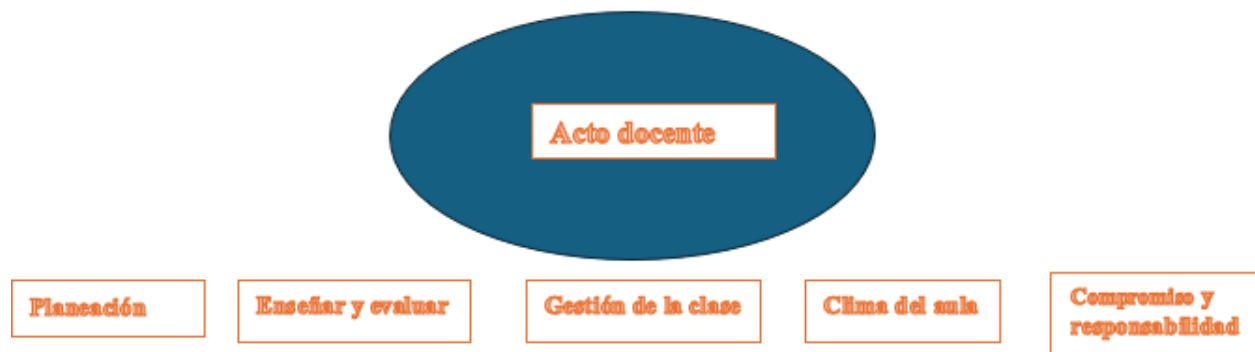 Acto docente
Planeación
Enseñar y evaluar
Gestión de la clase
Clima del aula
Compromiso y
responsabilidad